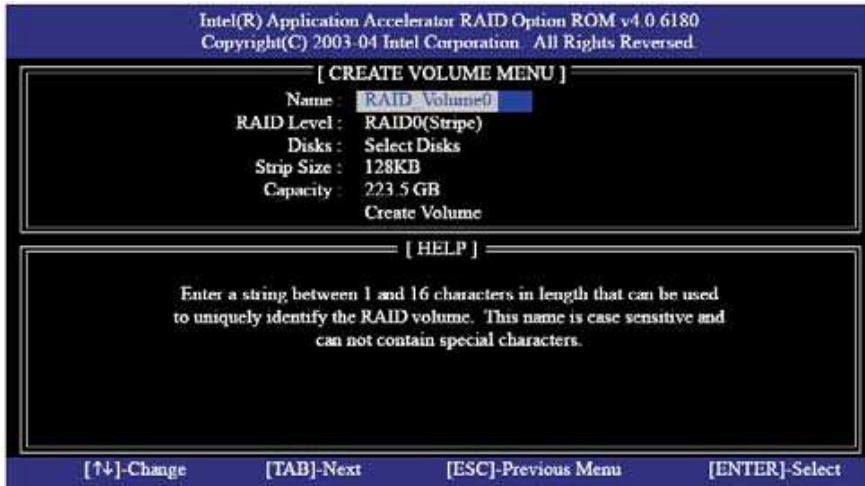 Intel(R) Application Accelerator RAID Option ROM v4.0.6180
Copyright(C) 2003-04 Intel Corporation. All Rights Reversed.
[ CREATE VOLUME MENU ]
Name : RAID_Volume0
RAID Level : RAID0(Stripe)
Disks : Select Disks
Strip Size : 128KB
Capacity : 223.5 GB
Create Volume
[ HELP ]
Enter a string between 1 and 16 characters in length that can be used
to uniquely identify the RAID volume. This name is case sensitive and
can not contain special characters.
[↑↓]-Change [TAB]-Next [ESC]-Previous Menu [ENTER]-Select